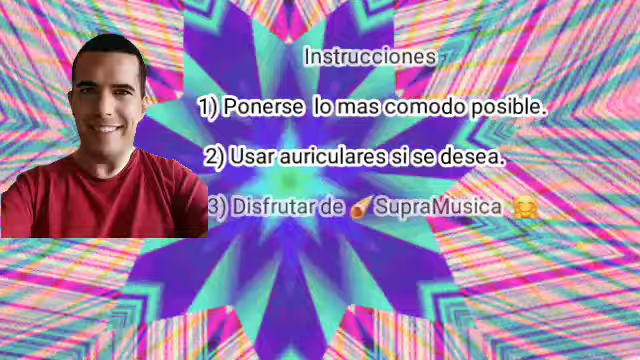 Instrucciones
1) Ponerse lo mas comodo posible.
2) Usar auriculares si se desea.
3) Disfrutar de ☄️SupraMusica 🤗